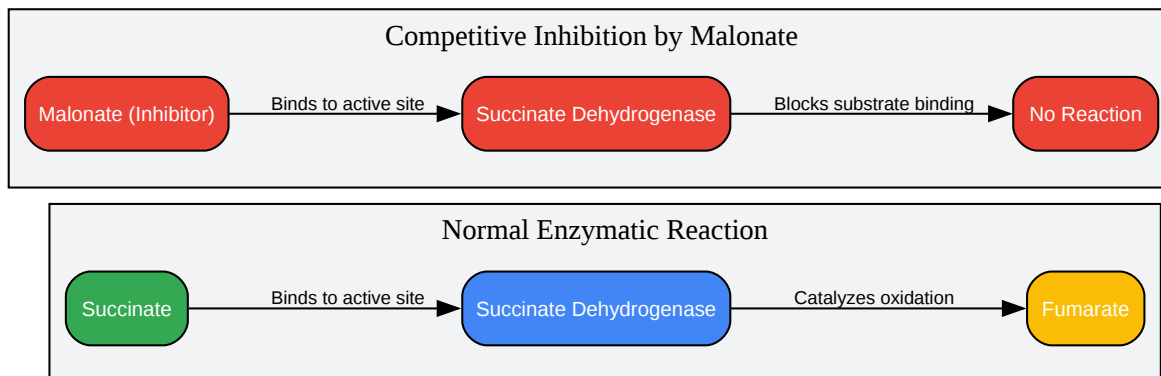 Competitive Inhibition by Malonate
Malonate (Inhibitor)
Binds to active site
Succinate Dehydrogenase
Blocks substrate binding
No Reaction
Normal Enzymatic Reaction
Succinate
Binds to active site
Succinate Dehydrogenase
Catalyzes oxidation
Fumarate